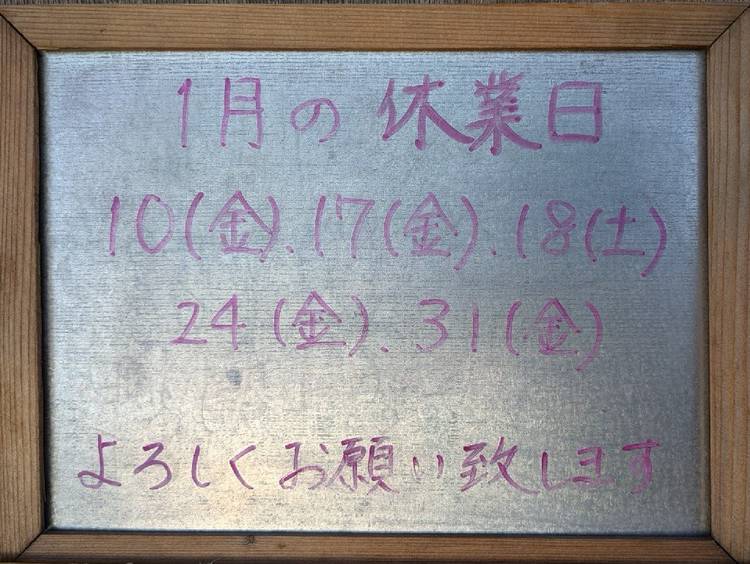 1月の休業日
10(金).17(金).18(土)
24(金).31(金)
よろしくお願い致します